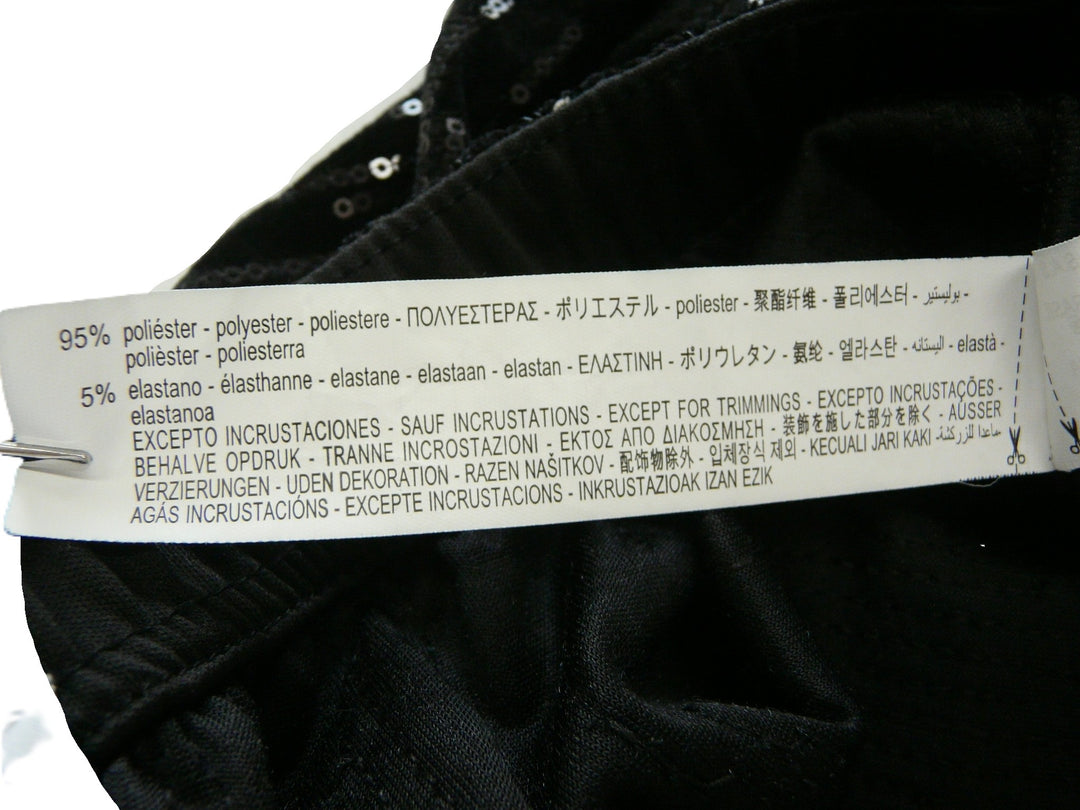 95% poliéster - polyester - poliestere - ΠΟΛΥΕΣΤΕΡΑΣ - ポリエステル - poliester - 聚酯纤维 - 폴리에스터 - بوليستير -
polièster - poliesterra
5% elastano - élasthanne - elastane - elastaan - elastan - ΕΛΑΣΤΙΝΗ - ポリウレタン - 氨纶 - 엘라스탄 - اليستانه - elastà -
elastanoa
EXCEPTO INCRUSTACIONES - SAUF INCRUSTATIONS - EXCEPT FOR TRIMMINGS - EXCEPTO INCRUSTAÇÕES -
BEHALVE OPDRUK - TRANNE INCROSTAZIONI - ΕΚΤΟΣ ΑΠΟ ΔΙΑΚΟΣΜΗΣΗ - 装飾を施した部分を除く - AUSSER
VERZIERUNGEN - UDEN DEKORATION - RAZEN NAŠITKOV - 配饰物除外 - 입체장식 제외 - KECUALI JARI KAKI - ماعدا للزركشة -
AGÁS INCRUSTACIÓNS - EXCEPTE INCRUSTACIONS - INKRUSTAZIOAK IZAN EZIK